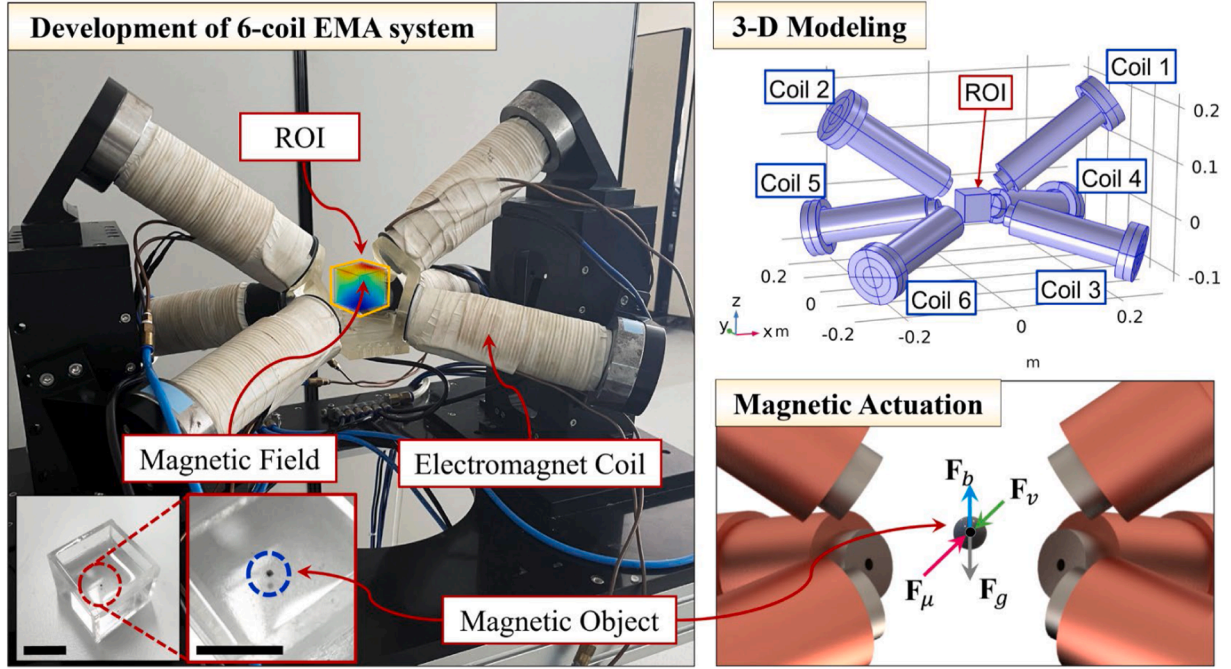 Development of 6-coil EMA system
ROI
Magnetic Field
Electromagnet Coil
Magnetic Object
3-D Modeling
Coil 1
Coil 2
ROI
Coil 5
Coil 4
Coil 6
Coil 3
0.2
0.1
0
-0.1
0.2
0
-0.2
-0.2
0
0.2
m
z
y
x m
Magnetic Actuation
F_b
F_v
F_μ
F_g